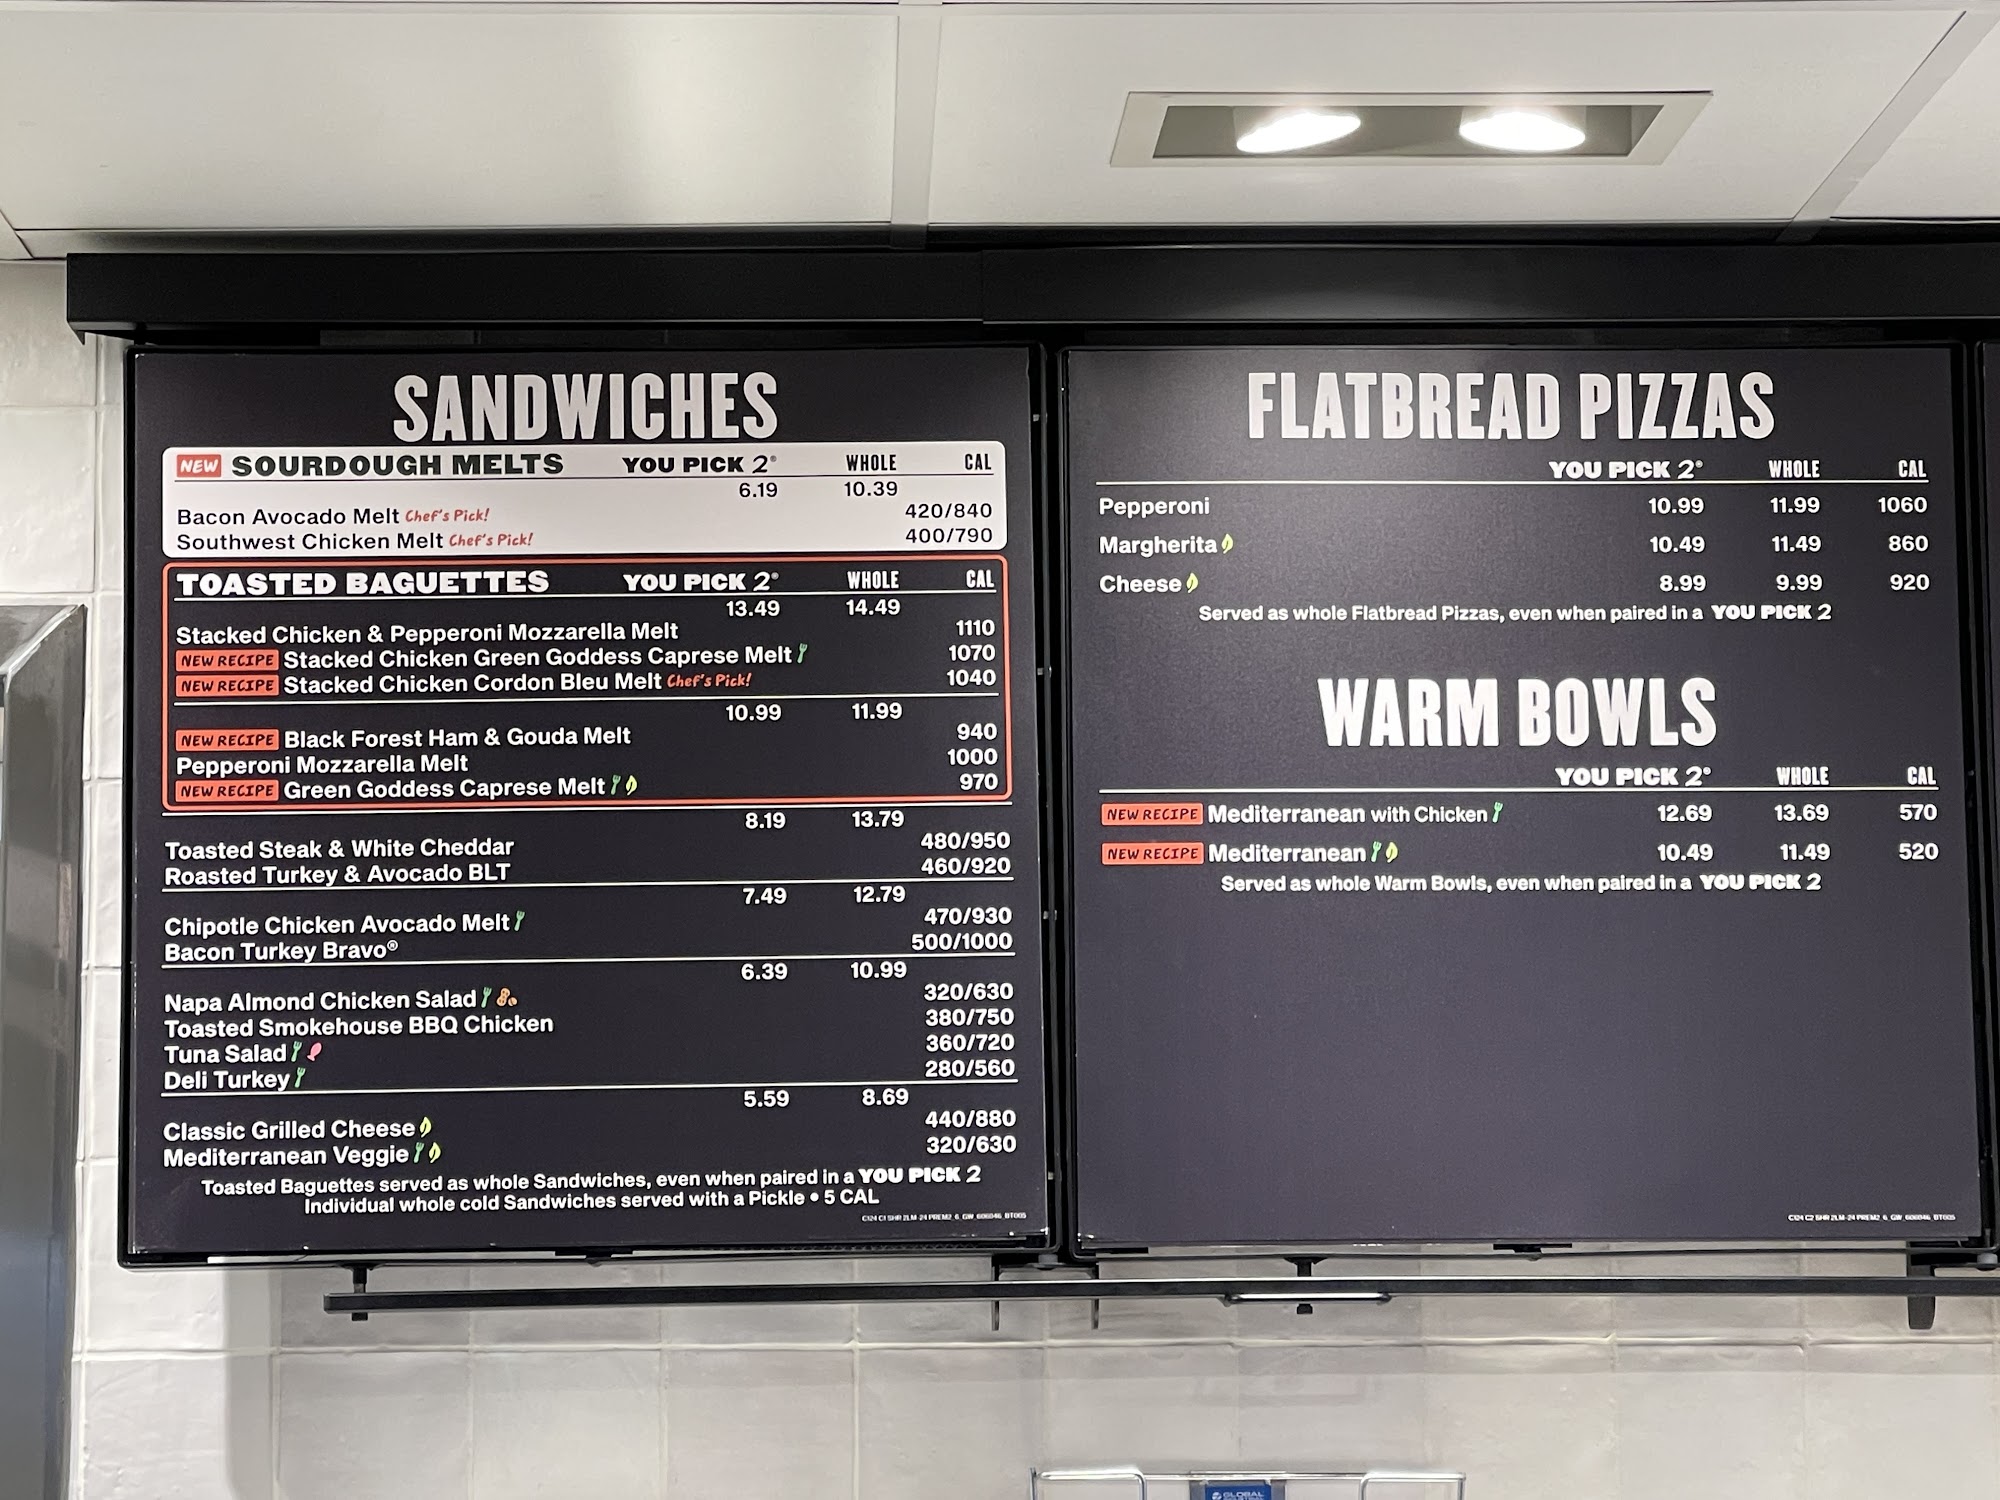 SANDWICHES
NEW SOURDOUGH MELTS YOU PICK 2® WHOLE CAL
6.19 10.39
Bacon Avocado Melt Chef's Pick! 420/840
Southwest Chicken Melt Chef's Pick! 400/790
TOASTED BAGUETTES YOU PICK 2® WHOLE CAL
13.49 14.49
Stacked Chicken & Pepperoni Mozzarella Melt 1110
NEW RECIPE Stacked Chicken Green Goddess Caprese Melt 1070
NEW RECIPE Stacked Chicken Cordon Bleu Melt Chef's Pick! 1040
10.99 11.99
NEW RECIPE Black Forest Ham & Gouda Melt 940
Pepperoni Mozzarella Melt 1000
NEW RECIPE Green Goddess Caprese Melt 970
8.19 13.79
Toasted Steak & White Cheddar 480/950
Roasted Turkey & Avocado BLT 460/920
7.49 12.79
Chipotle Chicken Avocado Melt 470/930
Bacon Turkey Bravo® 500/1000
6.39 10.99
Napa Almond Chicken Salad 320/630
Toasted Smokehouse BBQ Chicken 380/750
Tuna Salad 360/720
Deli Turkey 280/560
5.59 8.69
Classic Grilled Cheese 440/880
Mediterranean Veggie 320/630
Toasted Baguettes served as whole Sandwiches, even when paired in a YOU PICK 2
Individual whole cold Sandwiches served with a Pickle • 5 CAL
FLATBREAD PIZZAS
YOU PICK 2® WHOLE CAL
Pepperoni 10.99 11.99 1060
Margherita 10.49 11.49 860
Cheese 8.99 9.99 920
Served as whole Flatbread Pizzas, even when paired in a YOU PICK 2
WARM BOWLS
YOU PICK 2® WHOLE CAL
NEW RECIPE Mediterranean with Chicken 12.69 13.69 570
NEW RECIPE Mediterranean 10.49 11.49 520
Served as whole Warm Bowls, even when paired in a YOU PICK 2
GLOBAL